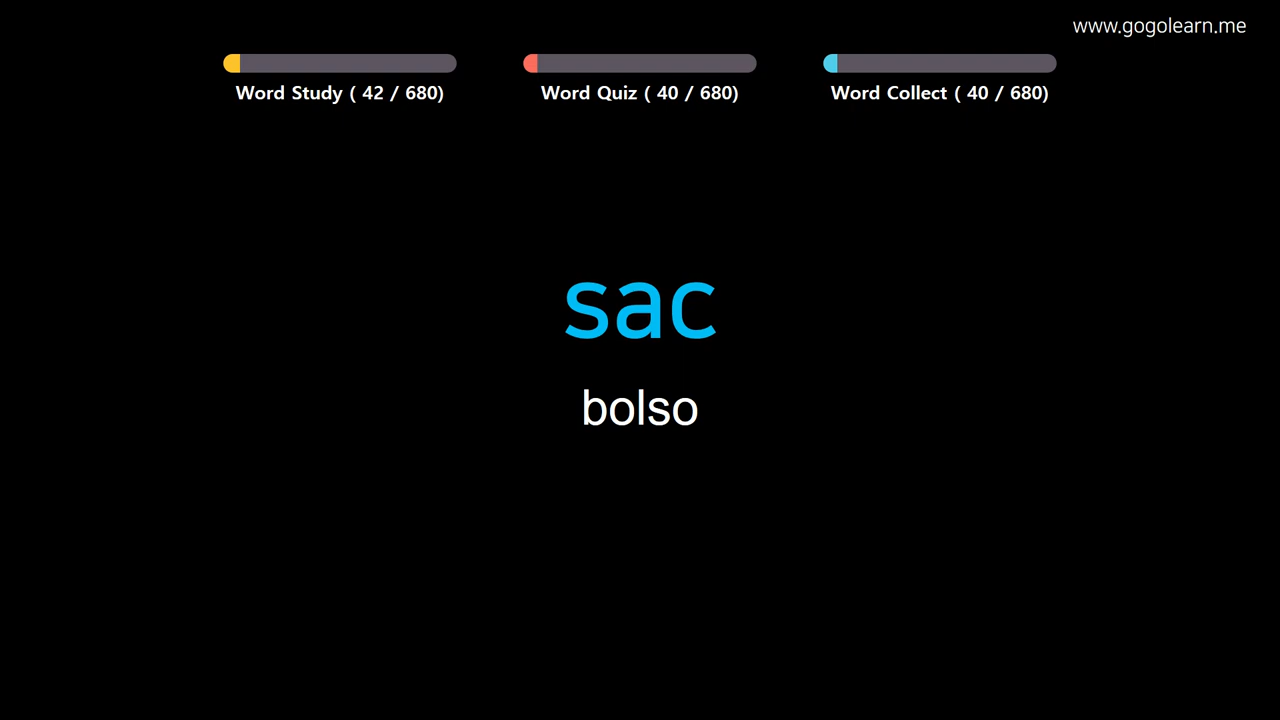 www.gogolearn.me
Word Study ( 42 / 680)
Word Quiz ( 40 / 680)
Word Collect ( 40 / 680)
sac
bolso